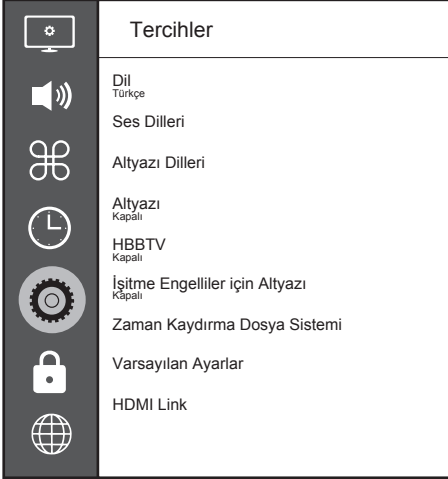 Tercihler
Dil
Türkçe
Ses Dilleri
Altyazı Dilleri
Altyazı
Kapalı
HBBTV
Kapalı
İşitme Engelliler için Altyazı
Kapalı
Zaman Kaydırma Dosya Sistemi
Varsayılan Ayarlar
HDMI Link